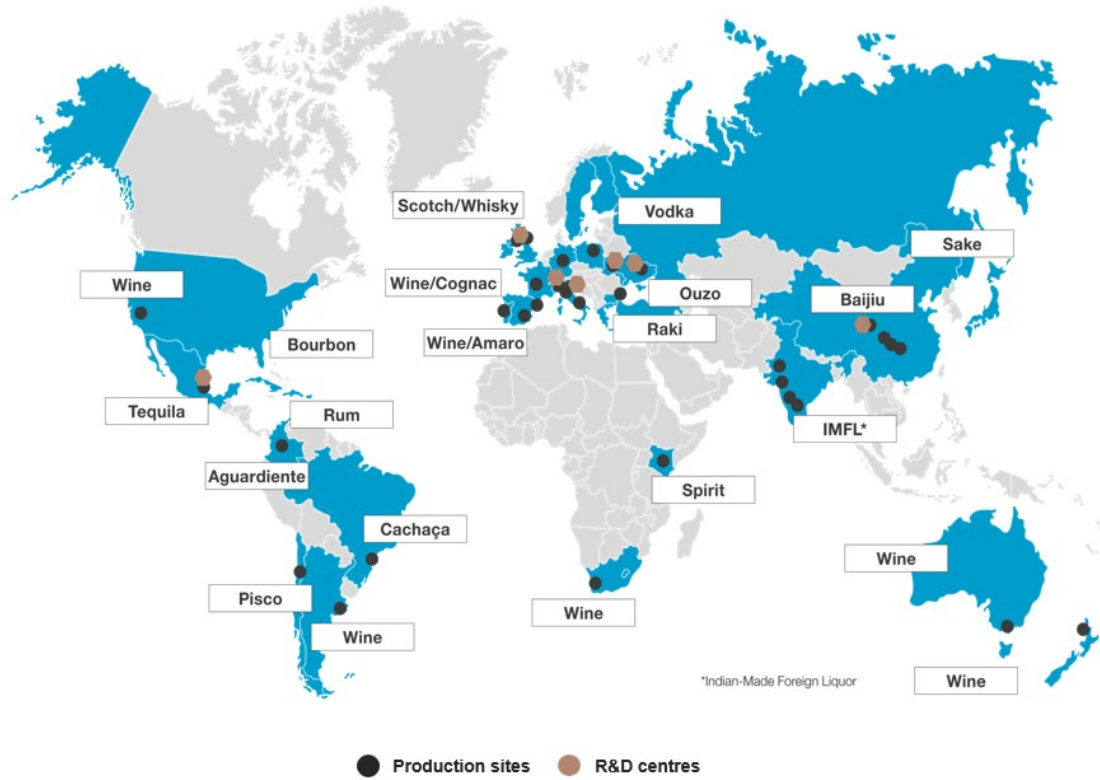 Scotch/Whisky
Vodka
Sake
Wine
Wine/Cognac
Ouzo
Baijiu
Bourbon
Wine/Amaro
Raki
Tequila
Rum
IMFL*
Aguardiente
Spirit
Cachaça
Wine
Pisco
Wine
Wine
Wine
*Indian-Made Foreign Liquor
Production sites
R&D centres